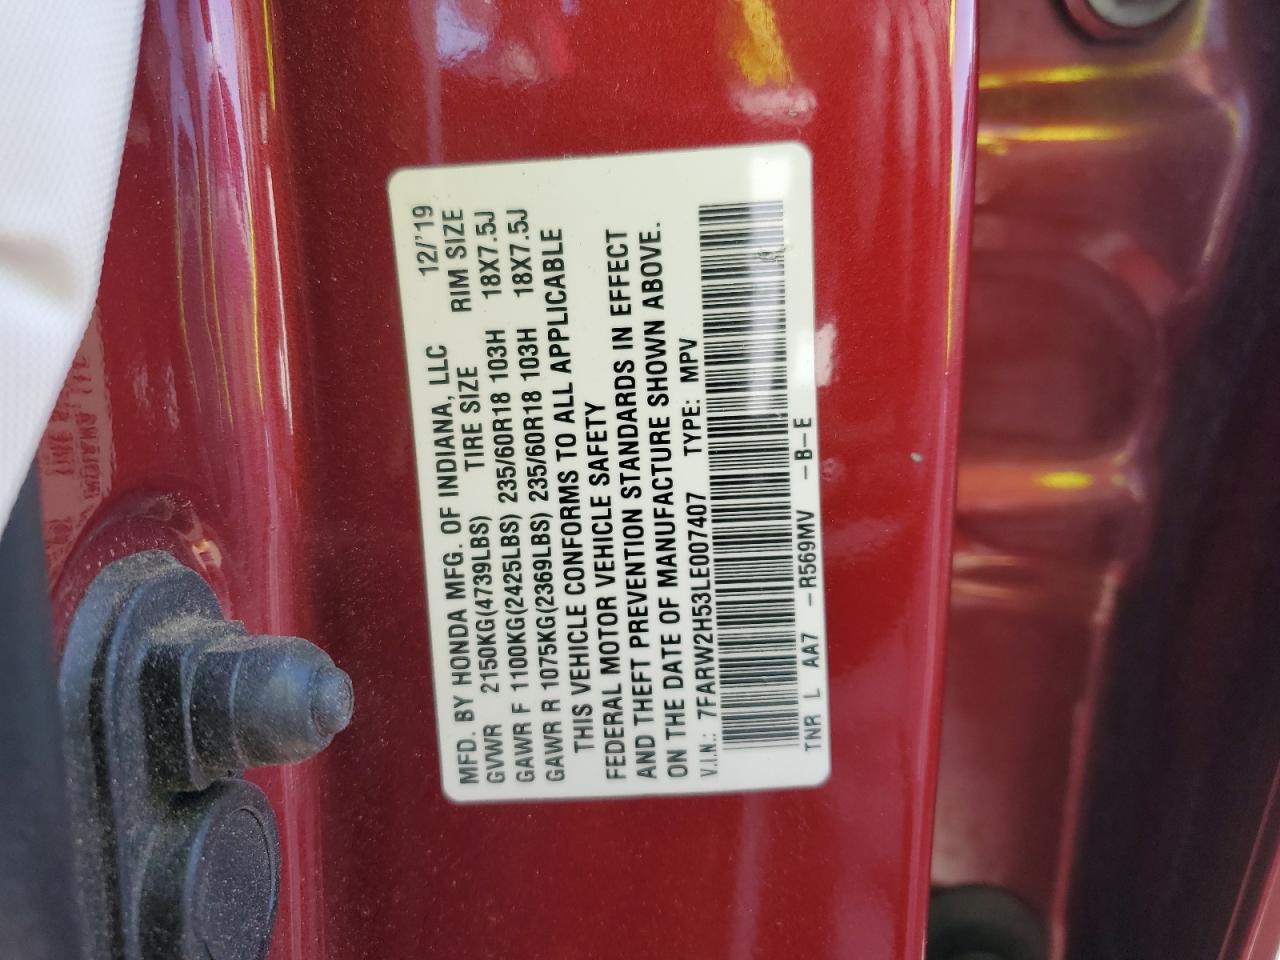 MFD. BY HONDA MFG. OF INDIANA, LLC 12/'19
GVWR 2150KG(4739LBS) TIRE SIZE RIM SIZE
GAWR F 1100KG(2425LBS) 235/60R18 103H 18X7.5J
GAWR R 1075KG(2369LBS) 235/60R18 103H 18X7.5J
THIS VEHICLE CONFORMS TO ALL APPLICABLE
FEDERAL MOTOR VEHICLE SAFETY
AND THEFT PREVENTION STANDARDS IN EFFECT
ON THE DATE OF MANUFACTURE SHOWN ABOVE.
V.I.N.: 7FARW2H53LE007407 TYPE: MPV
TNR L AA7 -R569MV -B-E